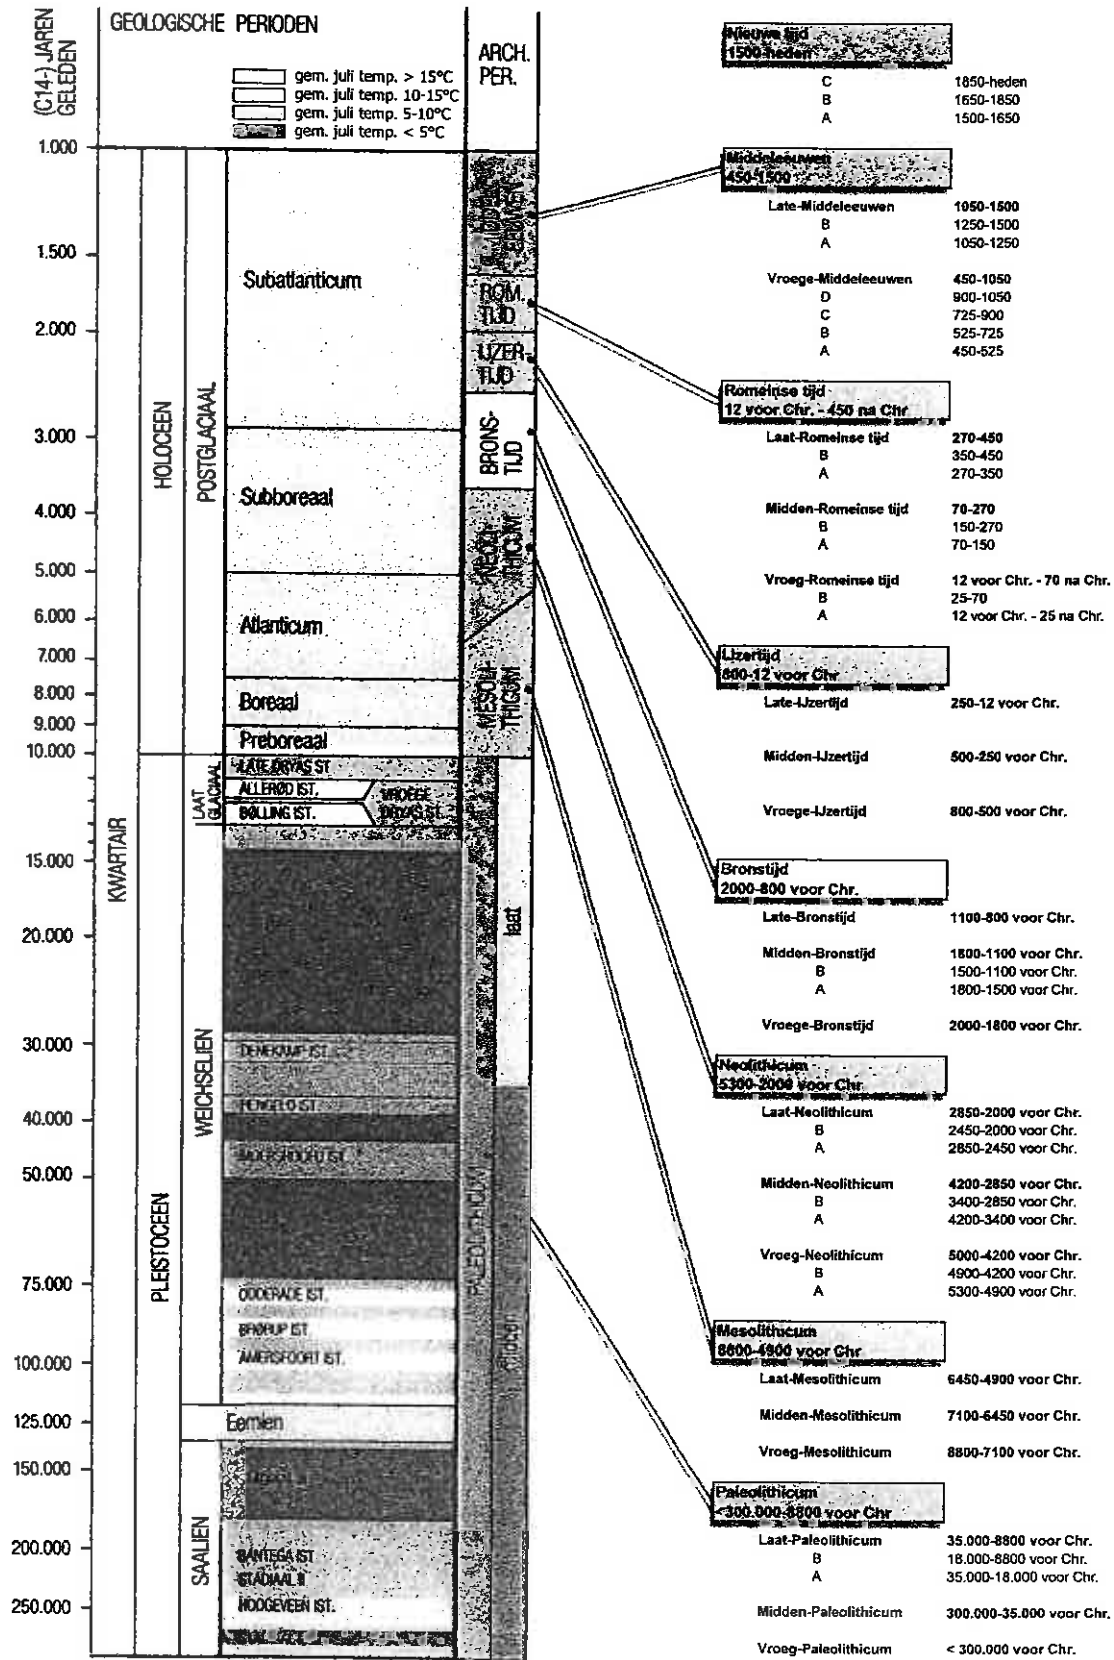 (C14-) JAREN GELEDEN
GEOLOGISCHE PERIODEN
gem. juli temp. > 15°C
gem. juli temp. 10-15°C
gem. juli temp. 5-10°C
gem. juli temp. < 5°C
ARCH.
PER.
1.000
1.500
2.000
3.000
4.000
5.000
6.000
7.000
8.000
9.000
10.000
15.000
20.000
30.000
40.000
50.000
75.000
100.000
125.000
150.000
200.000
250.000
KWARTAIR
HOLOCEEN
PLEISTOCEEN
POSTGLACIAAL
LAAT
GLACIAAL
WEICHSELIEN
SAALIEN
Subatlanticum
Subboreaal
Atlanticum
Boreaal
Preboreaal
LATE DRYAS ST
ALLERØD IST.
BØLLING IST.
VROEGE
DRYAS ST.
DENEKAMP IST.
HENGELO IST.
MOERSHOOFD IST.
ODDERADE IST.
BRØRUP IST.
AMERSFOORT IST.
Eemien
BANTEGA IST
STADIAAL II
HOOGEVEEN IST.
MIDDEL
EEUWEN
ROM.
TIJD
IJZER-
TIJD
BRONS-
TIJD
NEOLI-
THICUM
MESOLI-
THICUM
PALEOLITHICUM
laat
midden
Nieuwe tijd
1500-heden
C 1850-heden
B 1650-1850
A 1500-1650
Middeleeuwen
450-1500
Late-Middeleeuwen 1050-1500
B 1250-1500
A 1050-1250
Vroege-Middeleeuwen 450-1050
D 900-1050
C 725-900
B 525-725
A 450-525
Romeinse tijd
12 voor Chr. - 450 na Chr
Laat-Romeinse tijd 270-450
B 350-450
A 270-350
Midden-Romeinse tijd 70-270
B 150-270
A 70-150
Vroeg-Romeinse tijd 12 voor Chr. - 70 na Chr.
B 25-70
A 12 voor Chr. - 25 na Chr.
IJzertijd
800-12 voor Chr
Late-IJzertijd 250-12 voor Chr.
Midden-IJzertijd 500-250 voor Chr.
Vroege-IJzertijd 800-500 voor Chr.
Bronstijd
2000-800 voor Chr.
Late-Bronstijd 1100-800 voor Chr.
Midden-Bronstijd 1800-1100 voor Chr.
B 1500-1100 voor Chr.
A 1800-1500 voor Chr.
Vroege-Bronstijd 2000-1800 voor Chr.
Neolithicum
5300-2000 voor Chr
Laat-Neolithicum 2850-2000 voor Chr.
B 2450-2000 voor Chr.
A 2850-2450 voor Chr.
Midden-Neolithicum 4200-2850 voor Chr.
B 3400-2850 voor Chr.
A 4200-3400 voor Chr.
Vroeg-Neolithicum 5000-4200 voor Chr.
B 4900-4200 voor Chr.
A 5300-4900 voor Chr.
Mesolithicum
8800-4900 voor Chr
Laat-Mesolithicum 6450-4900 voor Chr.
Midden-Mesolithicum 7100-6450 voor Chr.
Vroeg-Mesolithicum 8800-7100 voor Chr.
Paleolithicum
< 300.000-8800 voor Chr
Laat-Paleolithicum 35.000-8800 voor Chr.
B 18.000-8800 voor Chr.
A 35.000-18.000 voor Chr.
Midden-Paleolithicum 300.000-35.000 voor Chr.
Vroeg-Paleolithicum < 300.000 voor Chr.